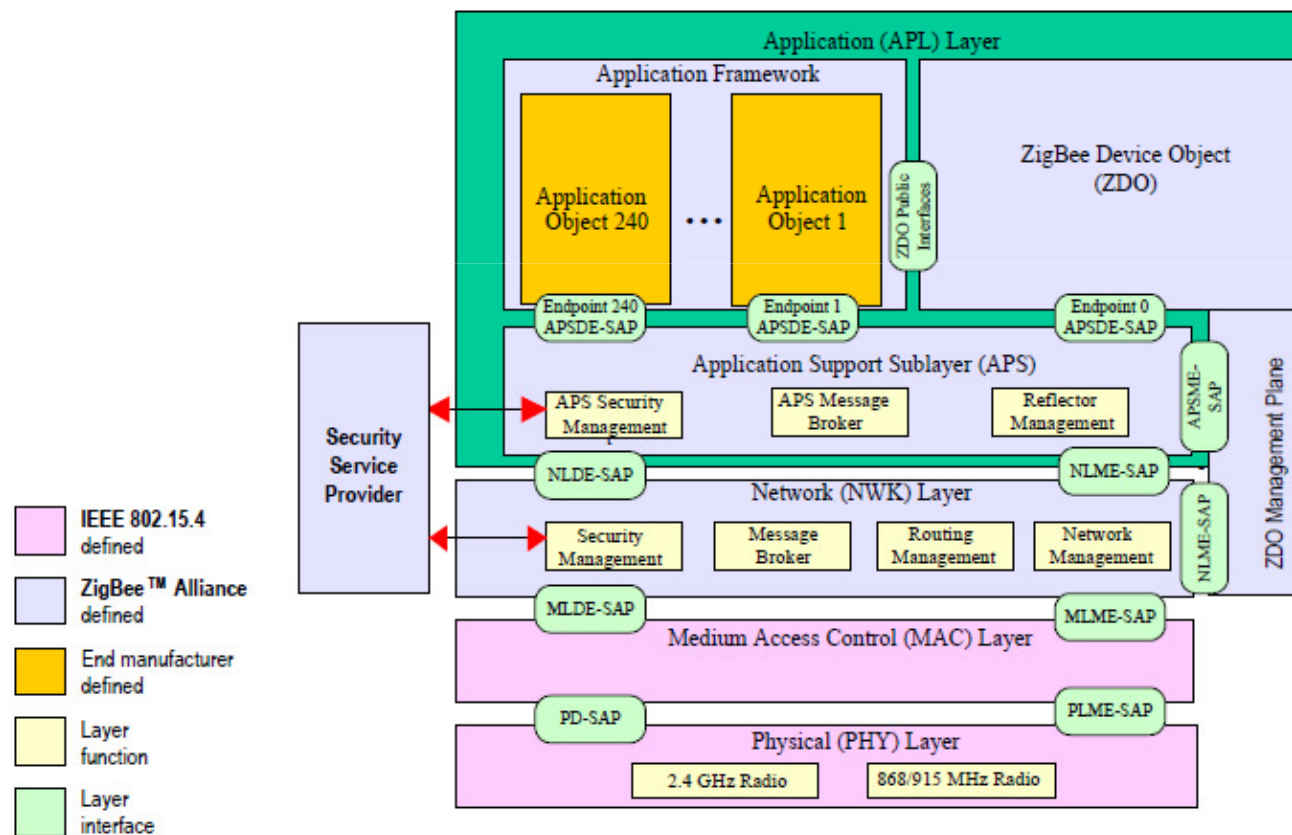 Application (APL) Layer
Application Framework
ZigBee Device Object
(ZDO)
Application
Object 240
...
Application
Object 1
ZDO Public
Interfaces
Endpoint 240
APSDE-SAP
Endpoint 1
APSDE-SAP
Endpoint 0
APSDE-SAP
Application Support Sublayer (APS)
APS Security
Management
APS Message
Broker
Reflector
Management
APSME-
SAP
Security
Service
Provider
NLDE-SAP
NLME-SAP
Network (NWK) Layer
Security
Management
Message
Broker
Routing
Management
Network
Management
NLME-SAP
ZDO Management Plane
MLDE-SAP
MLME-SAP
Medium Access Control (MAC) Layer
PD-SAP
PLME-SAP
Physical (PHY) Layer
2.4 GHz Radio
868/915 MHz Radio
IEEE 802.15.4
defined
ZigBee™ Alliance
defined
End manufacturer
defined
Layer
function
Layer
interface